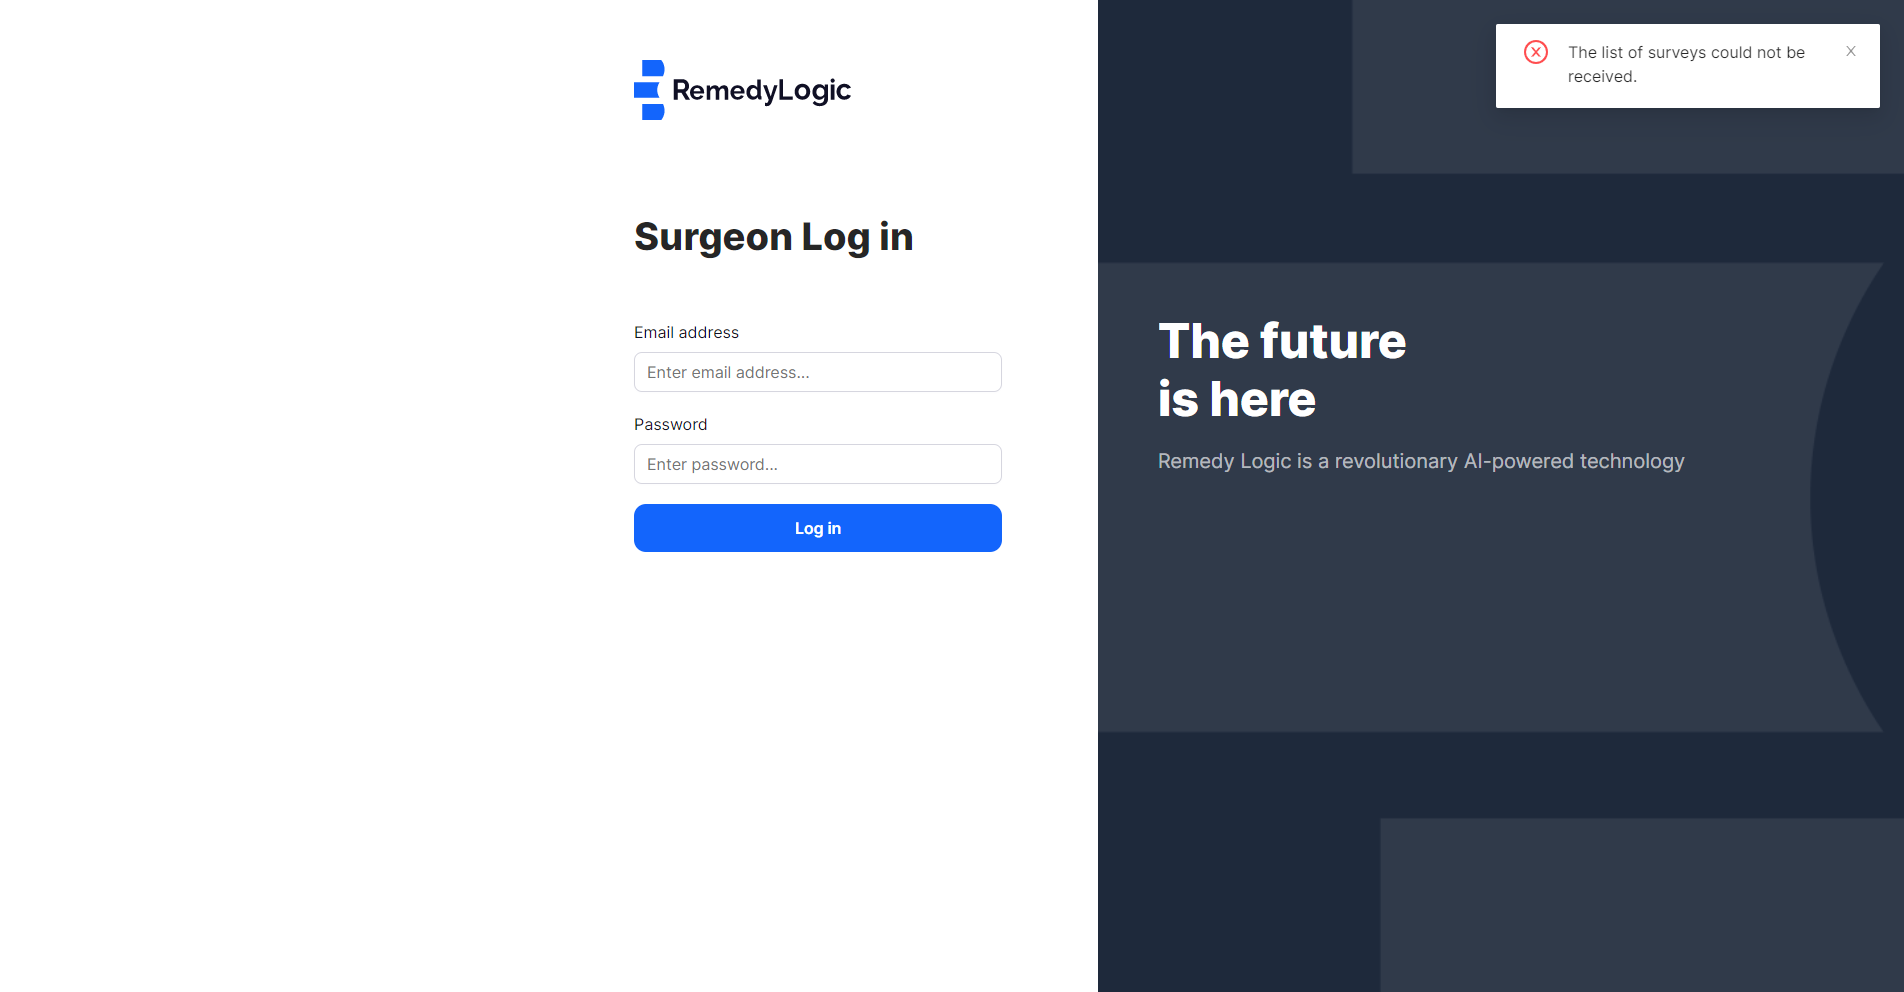 RemedyLogic
Surgeon Log in
Email address
Enter email address...
Password
Enter password...
Log in
The list of surveys could not be
received.
The future
is here
Remedy Logic is a revolutionary AI-powered technology